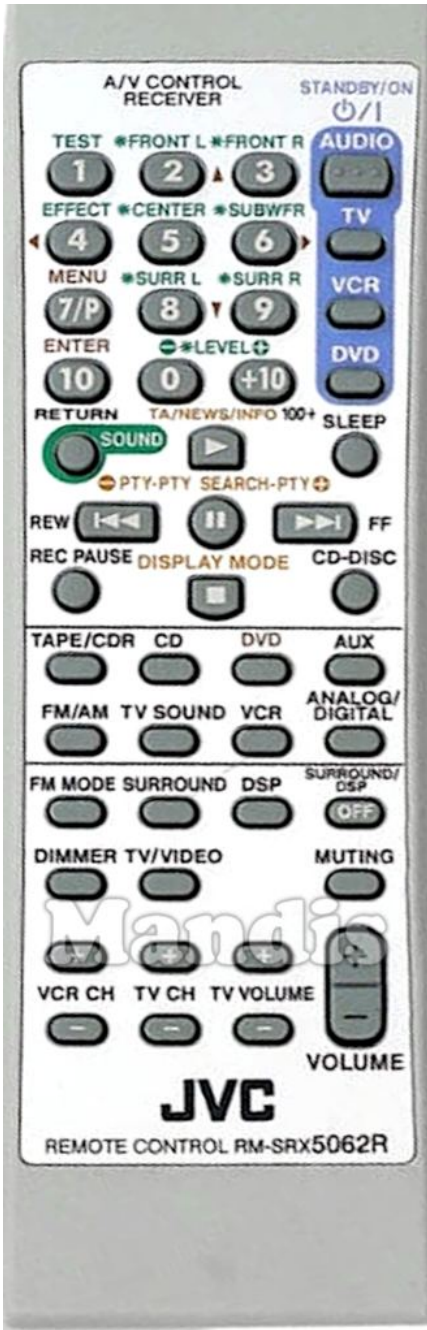 A/V CONTROL
RECEIVER
STANDBY/ON
⏻/I
TEST ✳FRONT L ✳FRONT R AUDIO
1 2 3
EFFECT ✳CENTER ✳SUBWFR TV
4 5 6
MENU ✳SURR L ✳SURR R VCR
7/P 8 9
ENTER ⊖✳LEVEL⊕ DVD
10 0 +10
RETURN TA/NEWS/INFO 100+ SLEEP
SOUND
⊖PTY-PTY SEARCH-PTY⊕
REW FF
REC PAUSE DISPLAY MODE CD-DISC
TAPE/CDR CD DVD AUX
FM/AM TV SOUND VCR ANALOG/
DIGITAL
FM MODE SURROUND DSP SURROUND/
DSP
OFF
DIMMER TV/VIDEO MUTING
Mandis
+ + + +
VCR CH TV CH TV VOLUME
− − − −
VOLUME
JVC
REMOTE CONTROL RM-SRX5062R